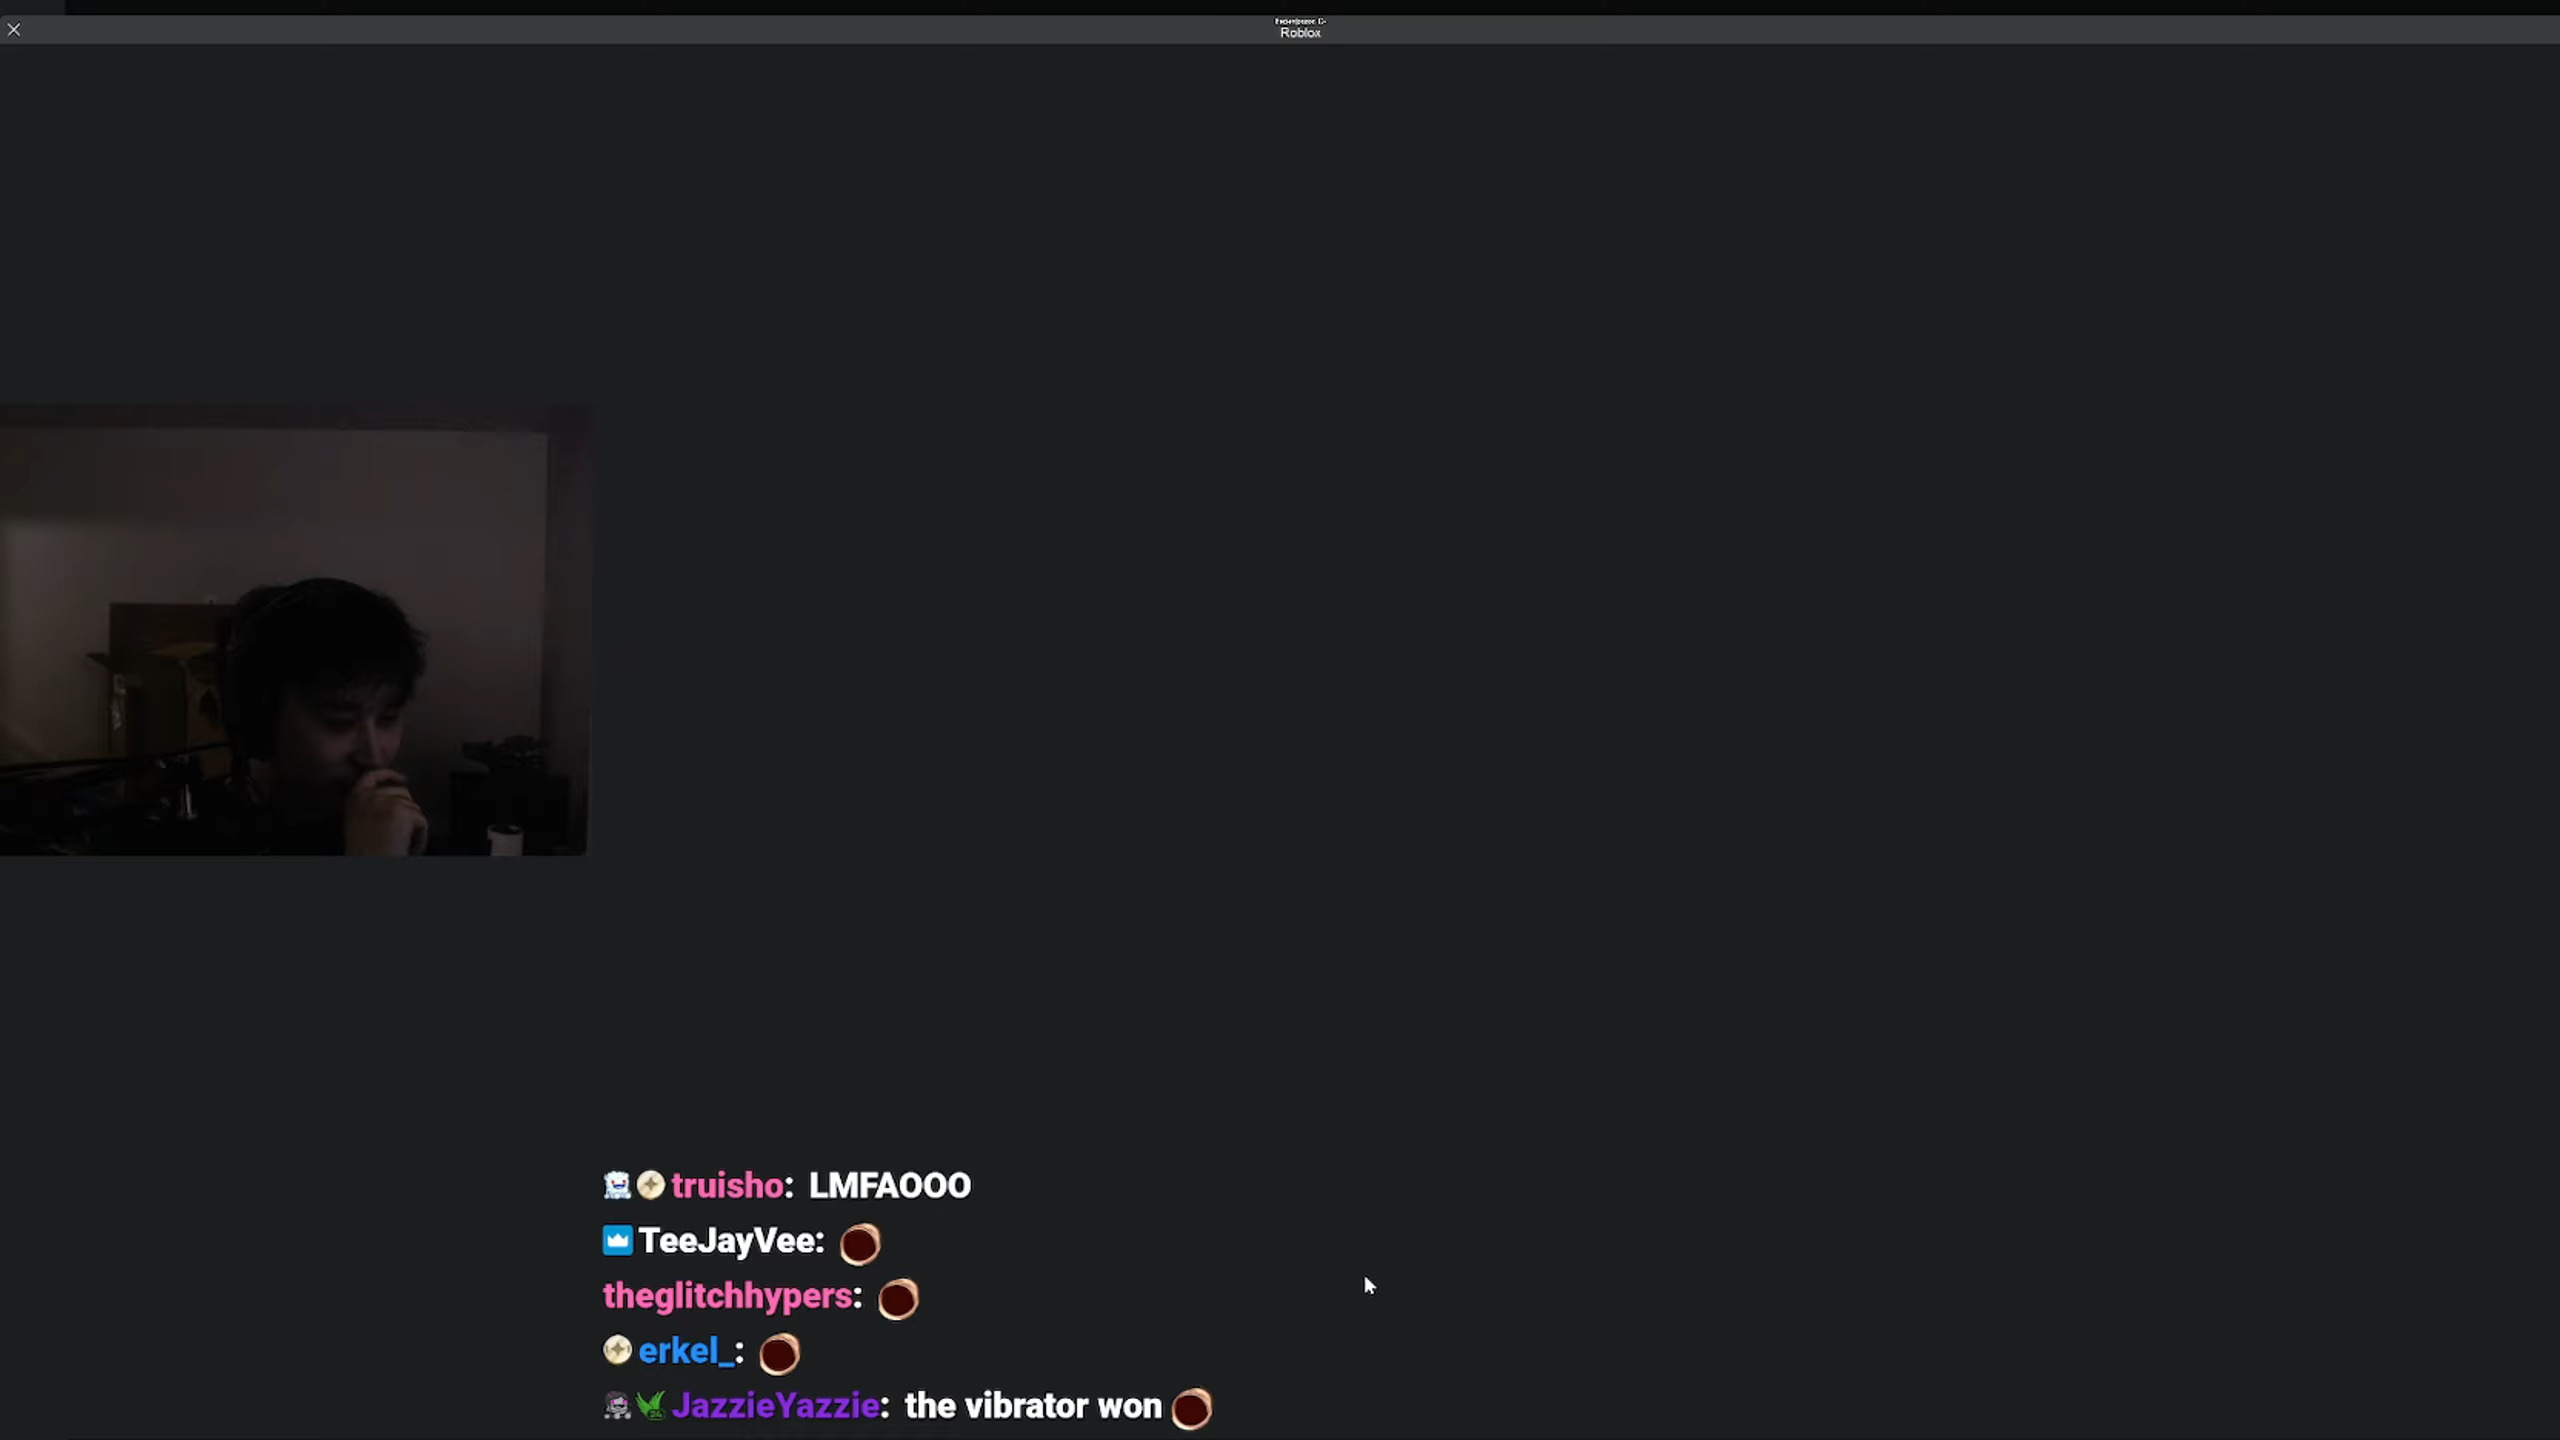 Roblox
truisho: LMFAOOO
TeeJayVee:
theglitchhypers:
erkel_:
JazzieYazzie: the vibrator won